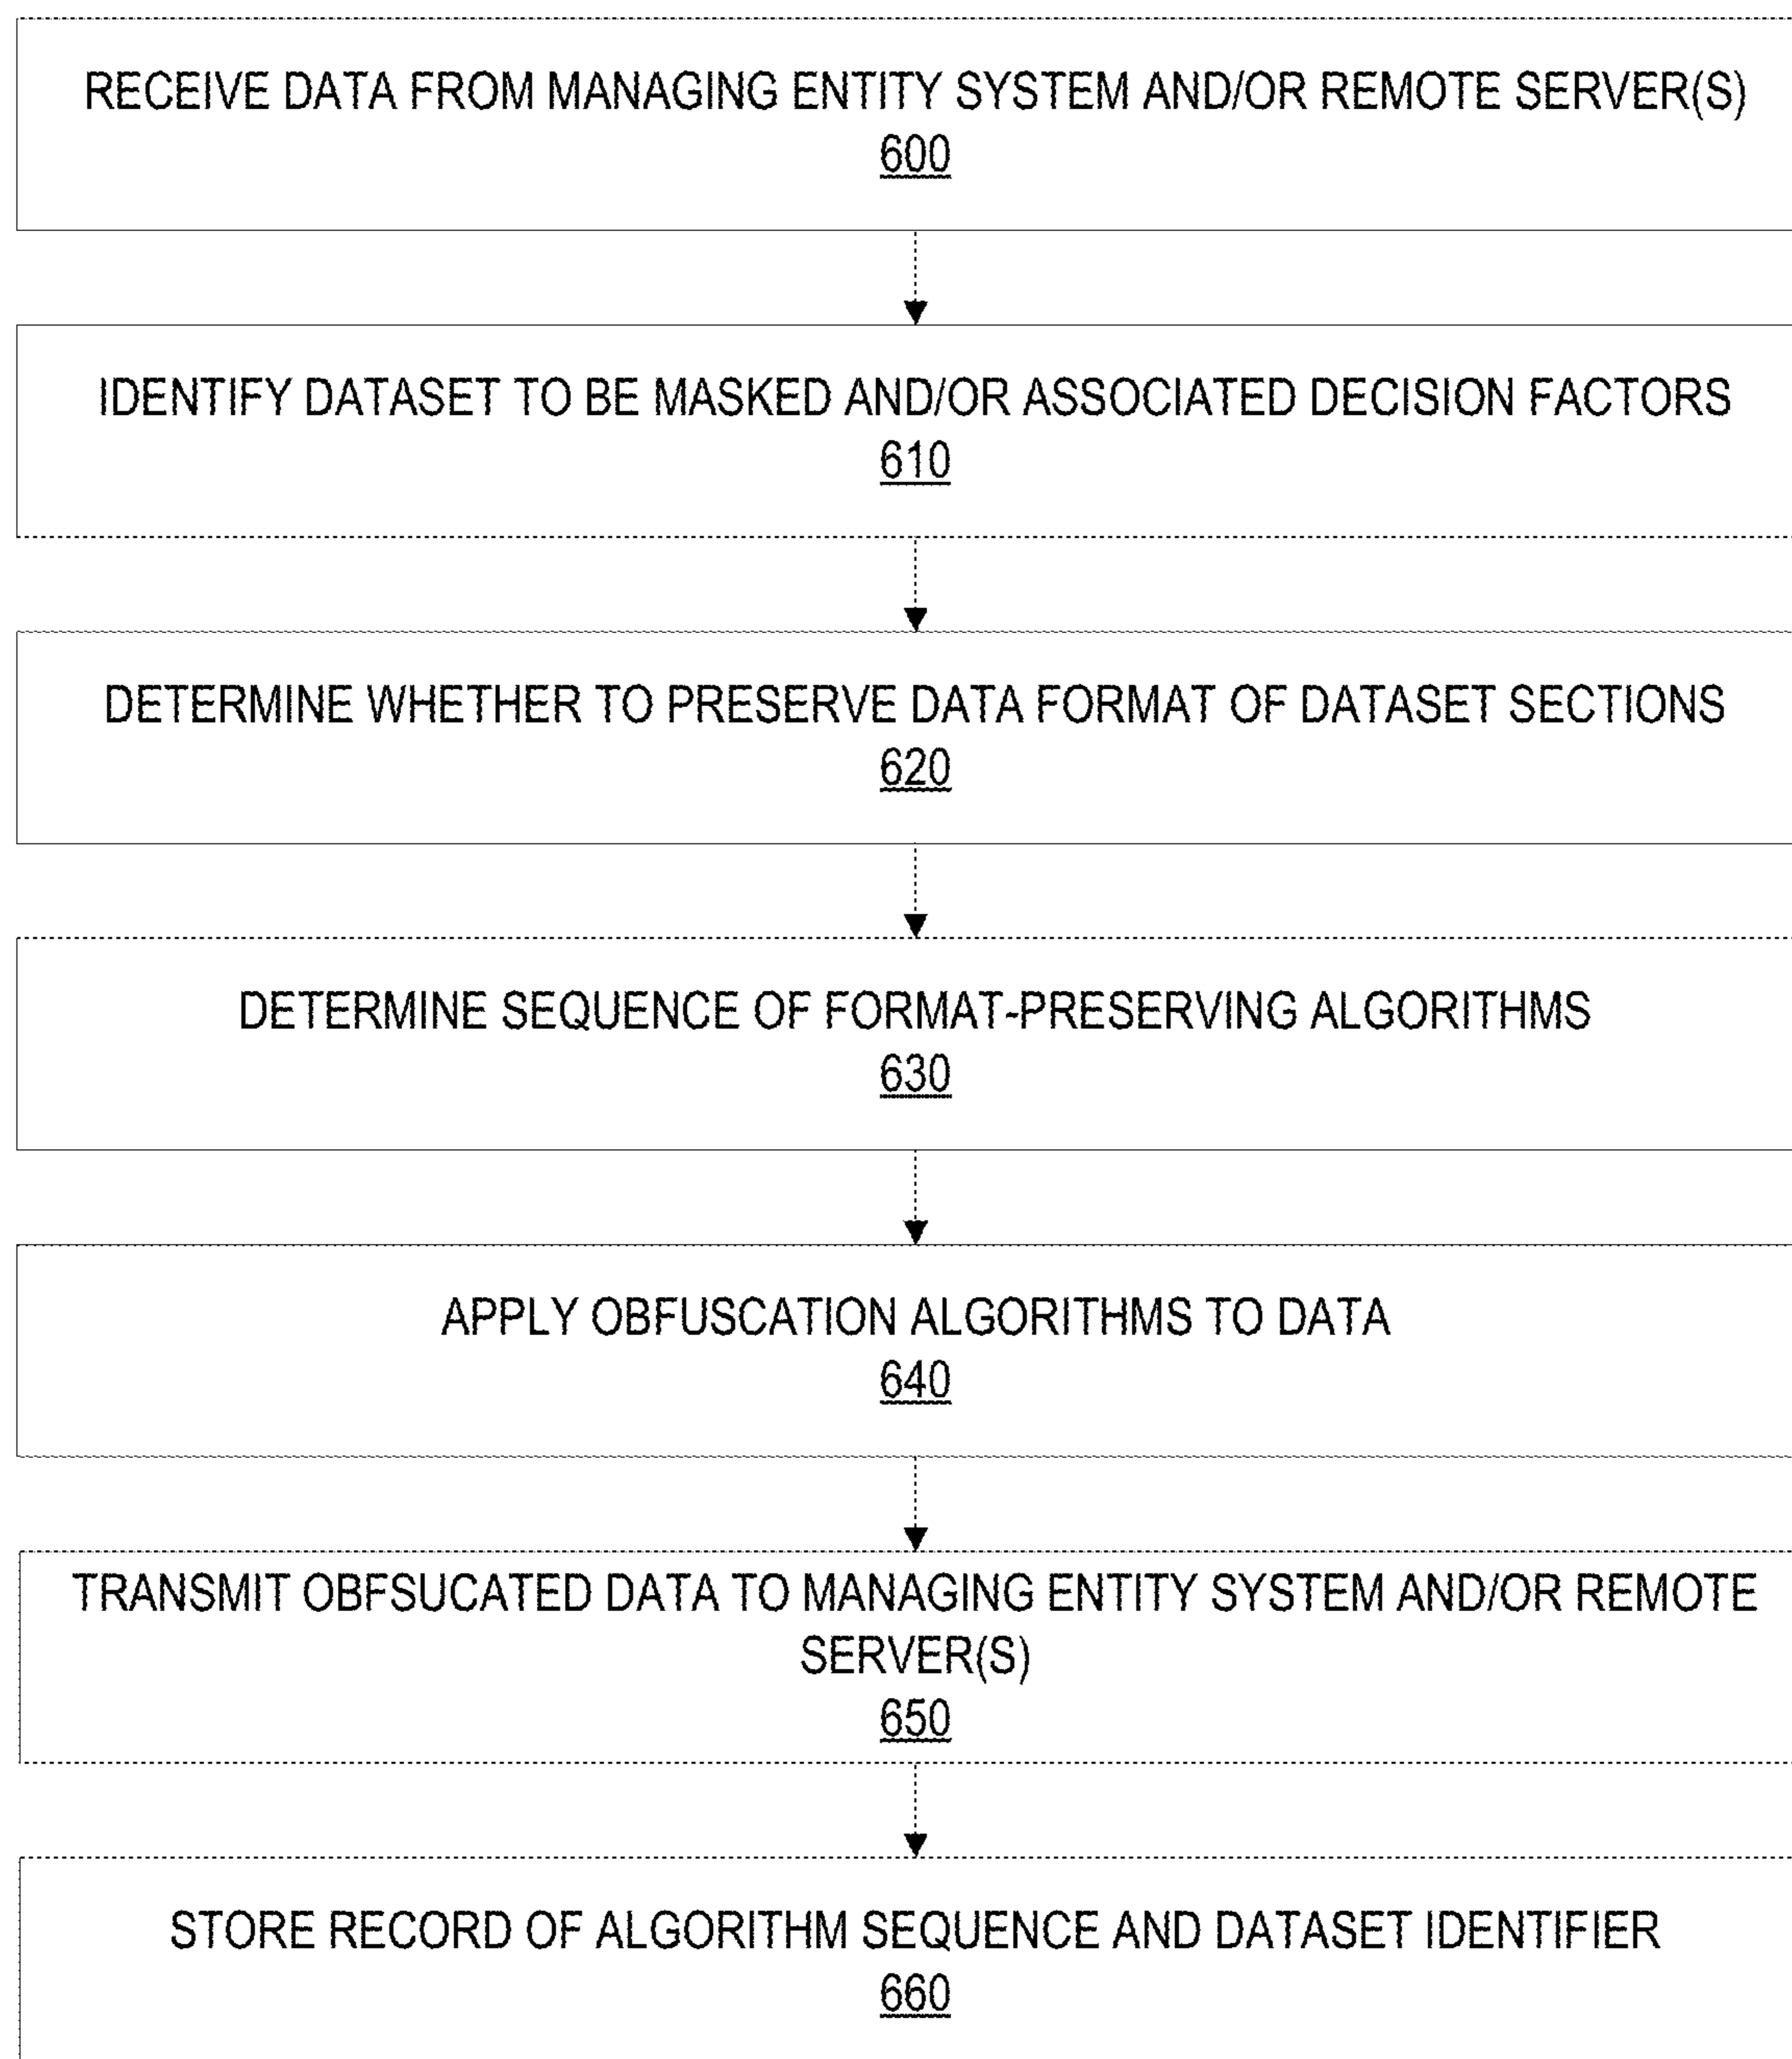 RECEIVE DATA FROM MANAGING ENTITY SYSTEM AND/OR REMOTE SERVER(S)
600
IDENTIFY DATASET TO BE MASKED AND/OR ASSOCIATED DECISION FACTORS
610
DETERMINE WHETHER TO PRESERVE DATA FORMAT OF DATASET SECTIONS
620
DETERMINE SEQUENCE OF FORMAT-PRESERVING ALGORITHMS
630
APPLY OBFUSCATION ALGORITHMS TO DATA
640
TRANSMIT OBFSUCATED DATA TO MANAGING ENTITY SYSTEM AND/OR REMOTE
SERVER(S)
650
STORE RECORD OF ALGORITHM SEQUENCE AND DATASET IDENTIFIER
660